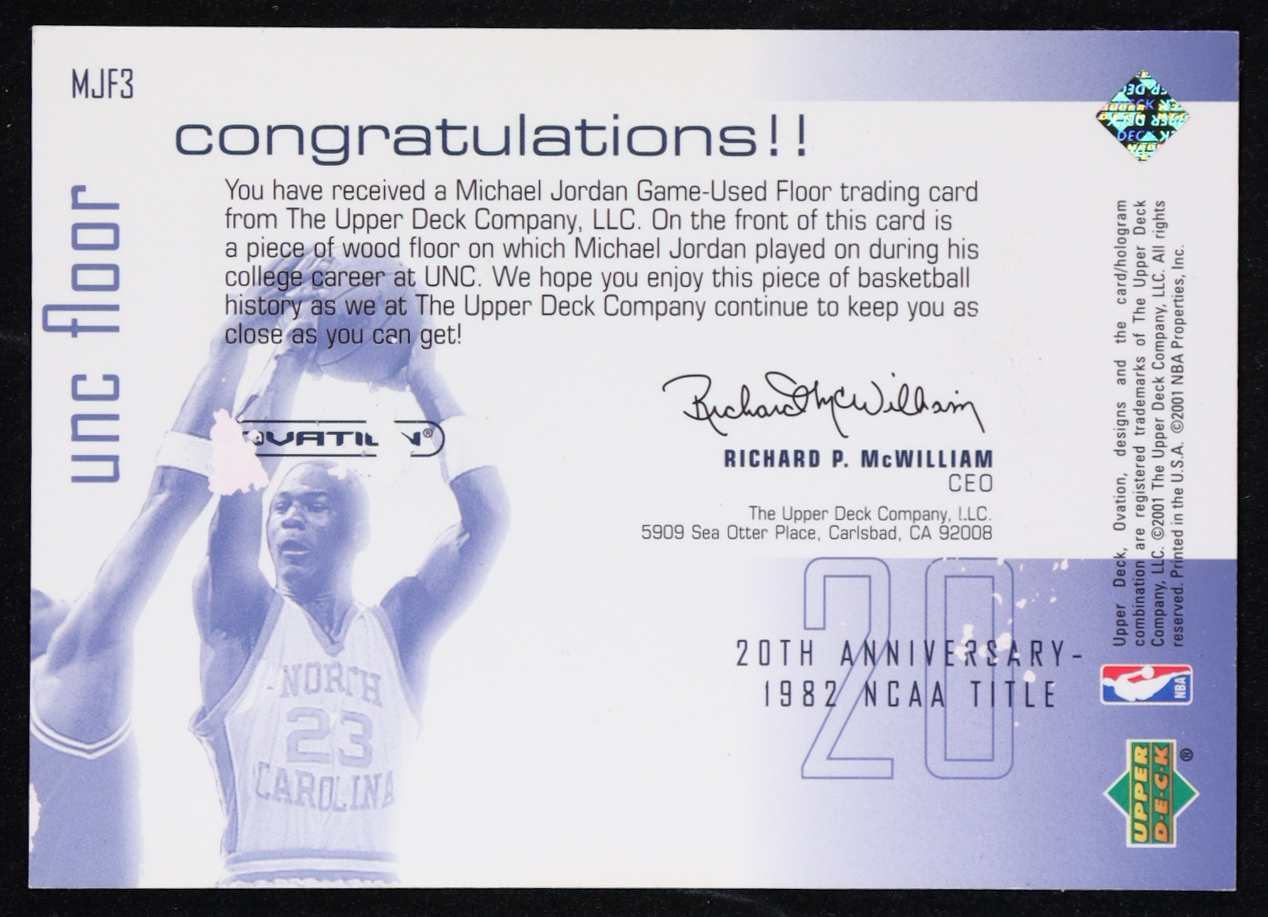 MJF3
congratulations!!
unc floor
You have received a Michael Jordan Game-Used Floor trading card
from The Upper Deck Company, LLC. On the front of this card is
a piece of wood floor on which Michael Jordan played on during his
college career at UNC. We hope you enjoy this piece of basketball
history as we at The Upper Deck Company continue to keep you as
close as you can get!
Richard McWilliam
RICHARD P. McWILLIAM
CEO
The Upper Deck Company, LLC.
5909 Sea Otter Place, Carlsbad, CA 92008
20
20TH ANNIVERSARY-
1982 NCAA TITLE
NORTH
23
CAROLINA
Upper Deck, Ovation, designs and the card/hologram
combination are registered trademarks of The Upper Deck
Company, LLC. ©2001 The Upper Deck Company, LLC. All rights
reserved. Printed in the U.S.A. ©2001 NBA Properties, Inc.
NBA
UPPER
D·E·C·K ®